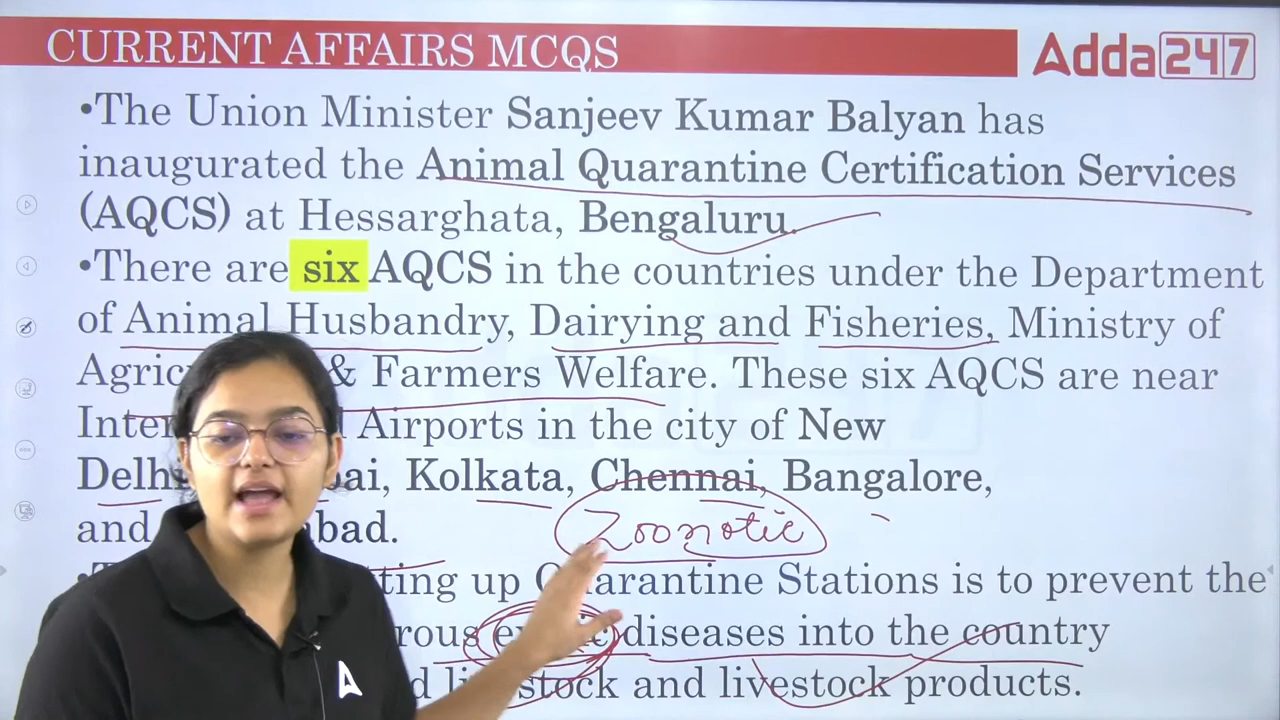 CURRENT AFFAIRS MCQS
Adda247
•The Union Minister Sanjeev Kumar Balyan has
inaugurated the Animal Quarantine Certification Services
(AQCS) at Hessarghata, Bengaluru.
•There are six AQCS in the countries under the Department
of Animal Husbandry, Dairying and Fisheries, Ministry of
& Farmers Welfare. These six AQCS are near
Airports in the city of New
Kolkata, Chennai, Bangalore,
and
Zoonotic
up Quarantine Stations is to prevent the
diseases into the country
livestock and livestock products.